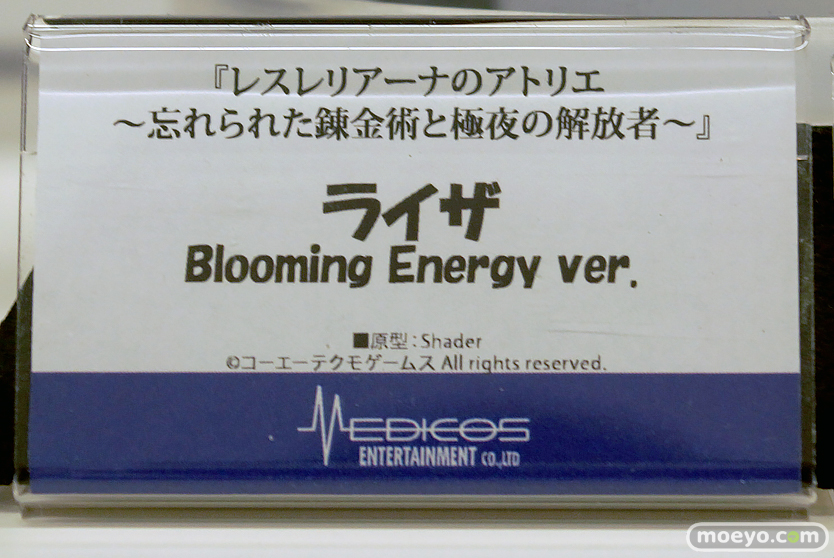 『レスレリアーナのアトリエ
～忘れられた錬金術と極夜の解放者～』
ライザ
Blooming Energy ver.
■原型：Shader
©コーエーテクモゲームス All rights reserved.
MEDICOS
ENTERTAINMENT CO.,LTD
moeyo.com